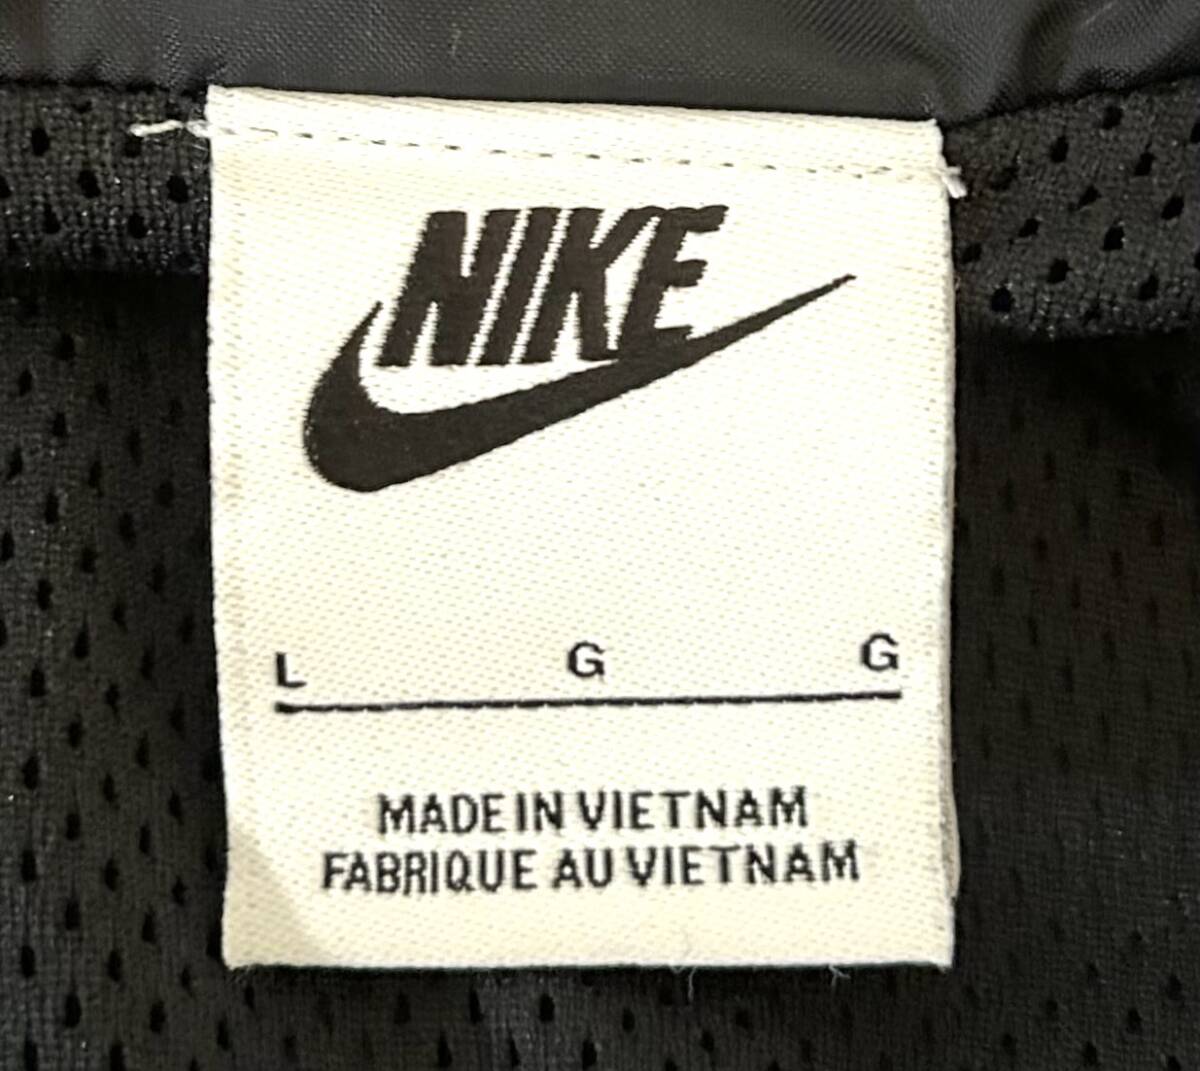 NIKE
L G G
MADE IN VIETNAM
FABRIQUE AU VIETNAM